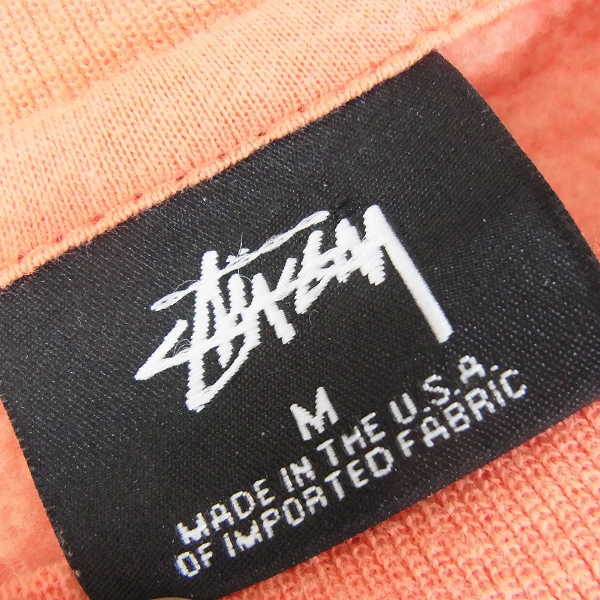 Stüssy
M
MADE IN THE U.S.A.
OF IMPORTED FABRIC